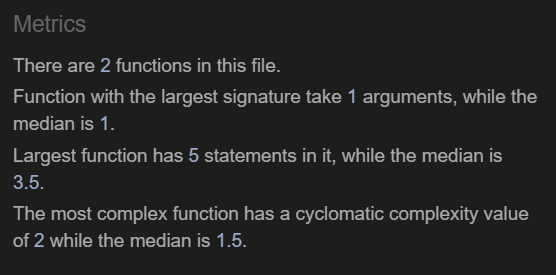 Metrics
There are 2 functions in this file.
Function with the largest signature take 1 arguments, while the
median is 1.
Largest function has 5 statements in it, while the median is
3.5.
The most complex function has a cyclomatic complexity value
of 2 while the median is 1.5.